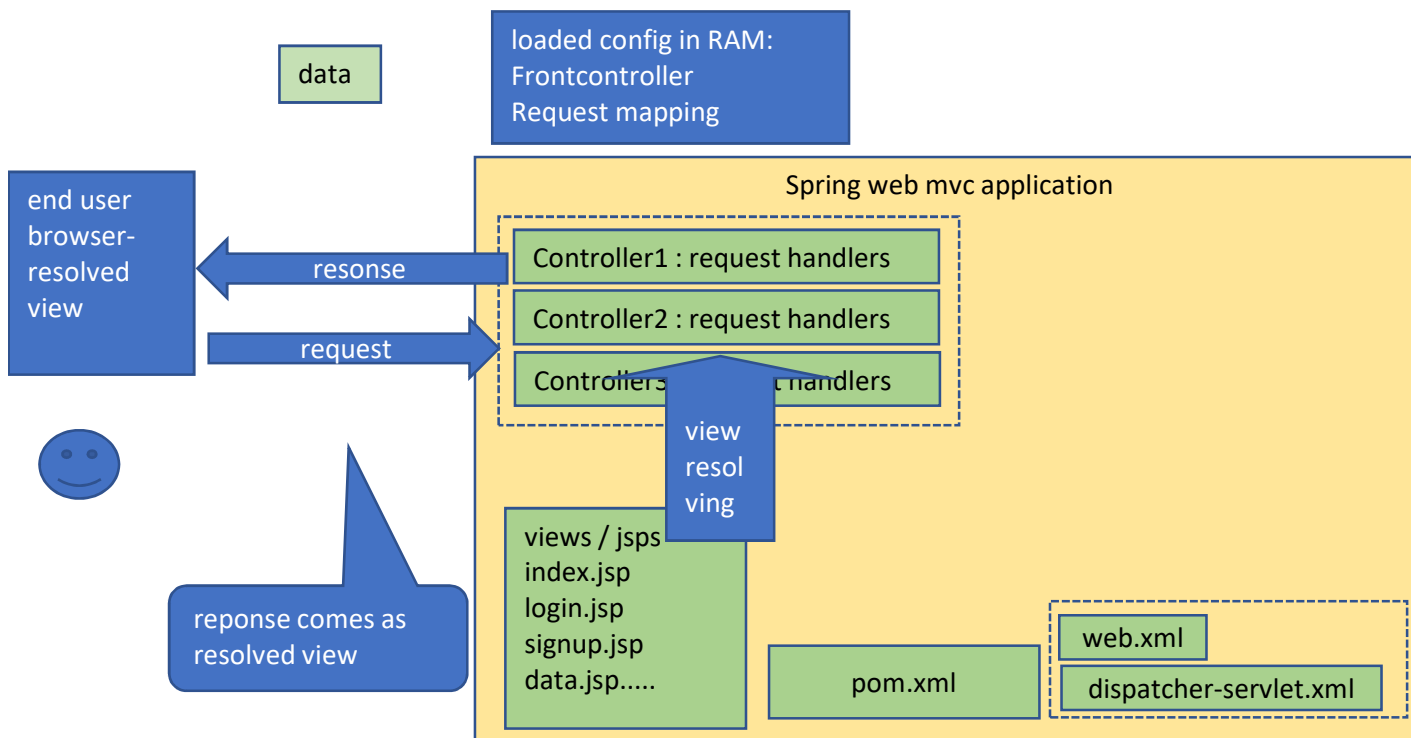 data
loaded config in RAM:
Frontcontroller
Request mapping
end user
browser-
resolved
view
Spring web mvc application
resonse
request
Controller1 : request handlers
Controller2 : request handlers
Controller3 t handlers
view
resol
ving
views / jsps
index.jsp
login.jsp
signup.jsp
data.jsp.....
reponse comes as
resolved view
pom.xml
web.xml
dispatcher-servlet.xml